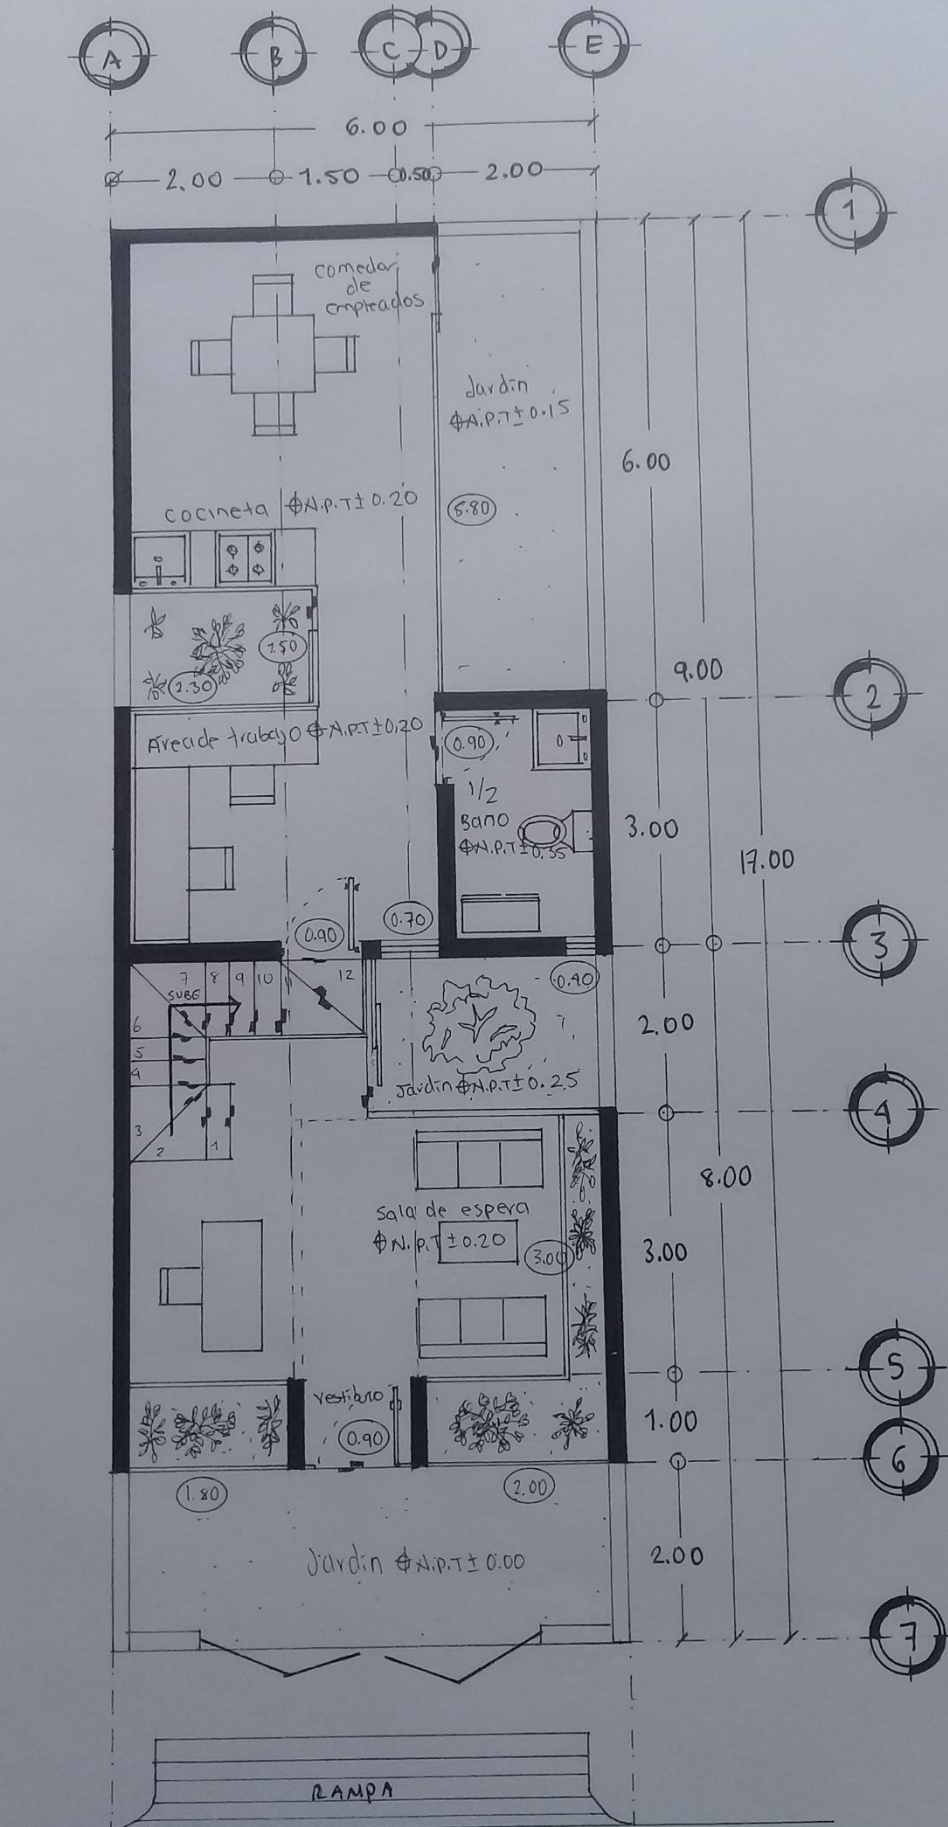 A B C D E
6.00
2.00 1.50 0.50 2.00
1
comedor
de
empleados
Jardin
N.P.T ± 0.15
6.00
cocineta N.P.T ± 0.20
5.80
1.50
1.30
9.00
2
Area de trabajo N.P.T ± 0.20
0.90
1/2
Baño
N.P.T ± 0.35
3.00
17.00
0.70
0.90
3
7 8 9 10 12
SUBE
0.40
6
5
4
2.00
Jardin N.P.T ± 0.25
4
3
2 1
8.00
Sala de espera
N.P.T ± 0.20
3.00
3.00
5
vestibulo
0.90
1.00
6
1.80
2.00
Jardin N.P.T ± 0.00
2.00
7
RAMPA